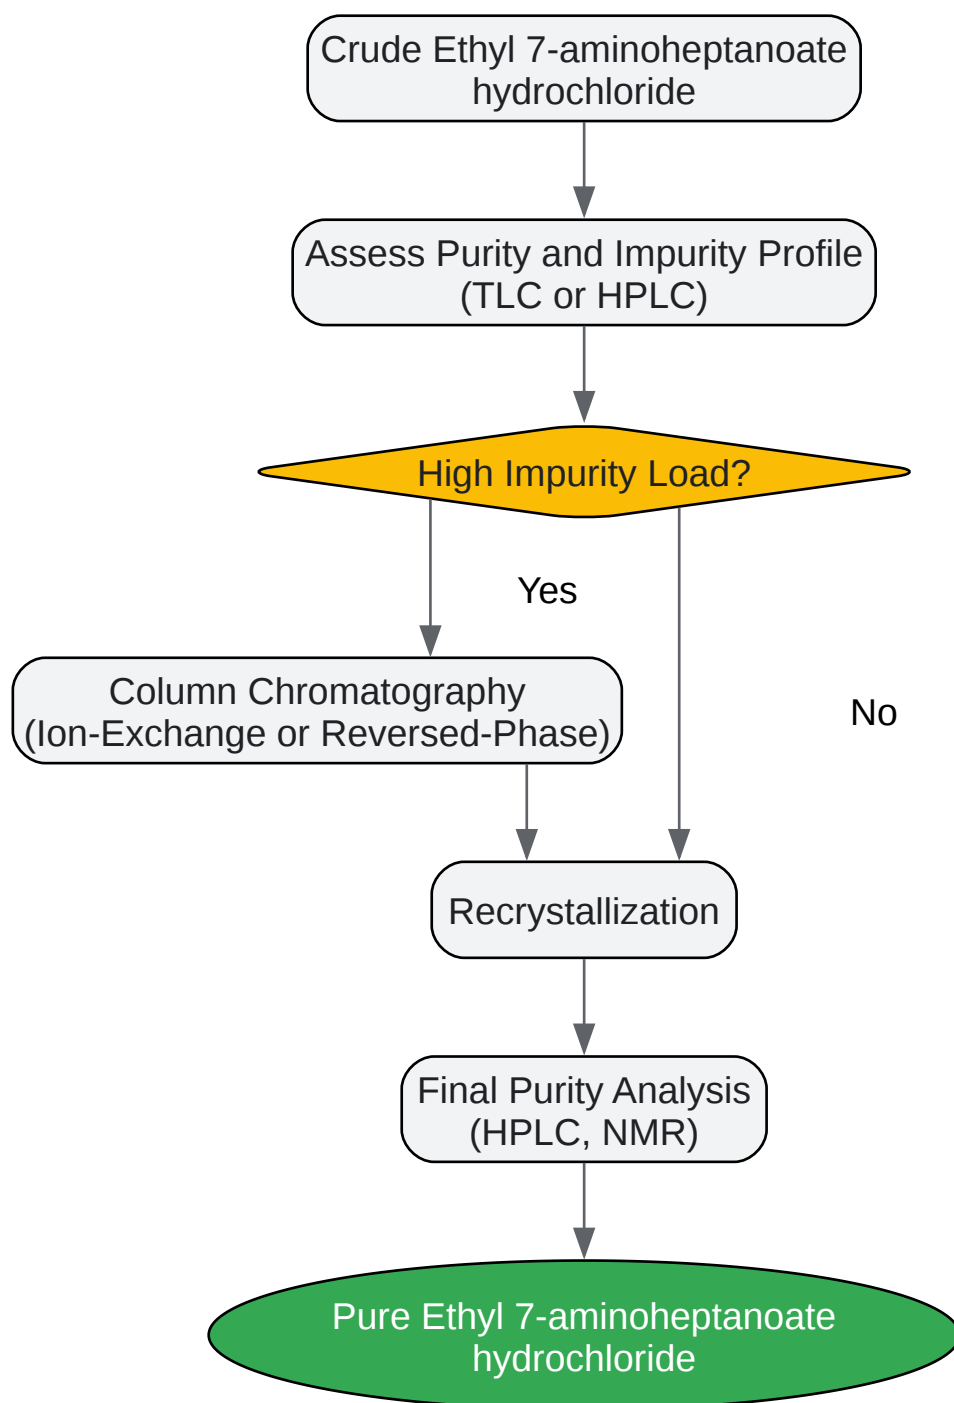 Crude Ethyl 7-aminoheptanoate
hydrochloride
Assess Purity and Impurity Profile
(TLC or HPLC)
High Impurity Load?
Yes
Column Chromatography
(Ion-Exchange or Reversed-Phase)
No
Recrystallization
Final Purity Analysis
(HPLC, NMR)
Pure Ethyl 7-aminoheptanoate
hydrochloride